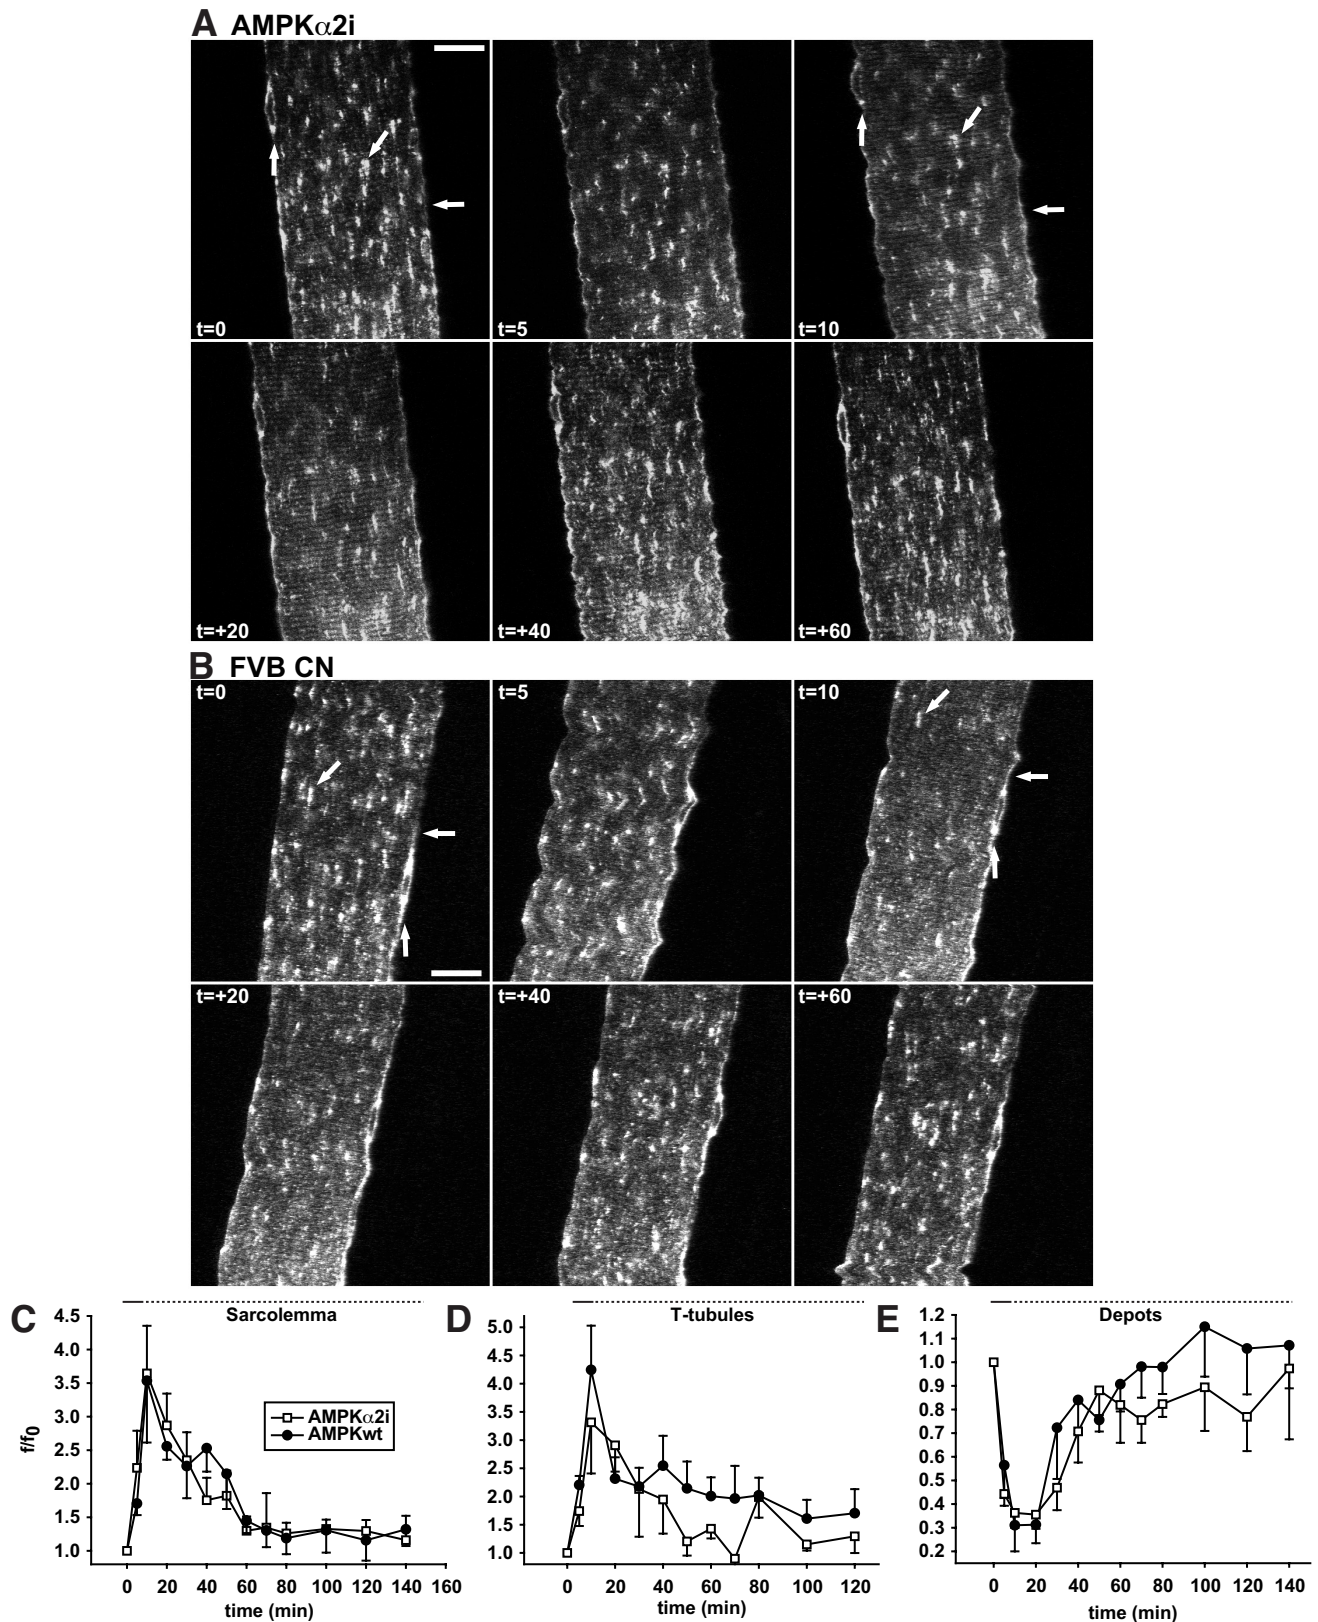 A AMPKα2i
t=0 t=5 t=10
t=+20 t=+40 t=+60
B FVB CN
t=0 t=5 t=10
t=+20 t=+40 t=+60
C Sarcolemma
4.5
4.0
3.5
3.0
2.5
2.0
1.5
1.0
f/f0
AMPKα2i
AMPKwt
0 20 40 60 80 100 120 140 160
time (min)
D T-tubules
5.0
4.5
4.0
3.5
3.0
2.5
2.0
1.5
1.0
0 20 40 60 80 100 120
time (min)
E Depots
1.2
1.1
1.0
0.9
0.8
0.7
0.6
0.5
0.4
0.3
0.2
0 20 40 60 80 100 120 140
time (min)